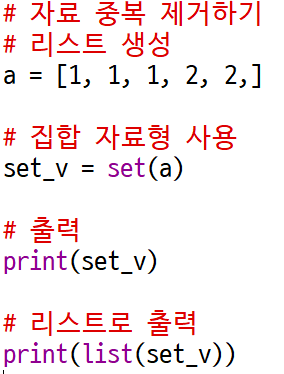 # 자료 중복 제거하기
# 리스트 생성
a = [1, 1, 1, 2, 2,]
# 집합 자료형 사용
set_v = set(a)
# 출력
print(set_v)
# 리스트로 출력
print(list(set_v))